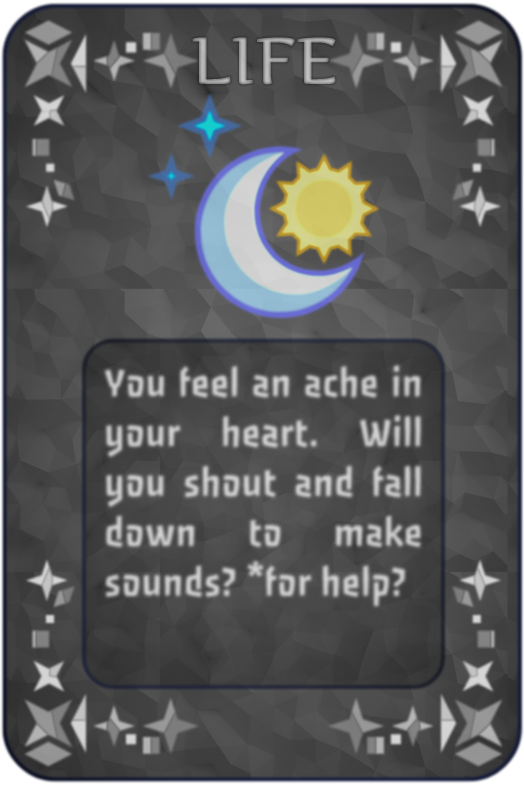 LIFE
You feel an ache in
your heart. Will
you shout and fall
down to make
sounds? *for help?